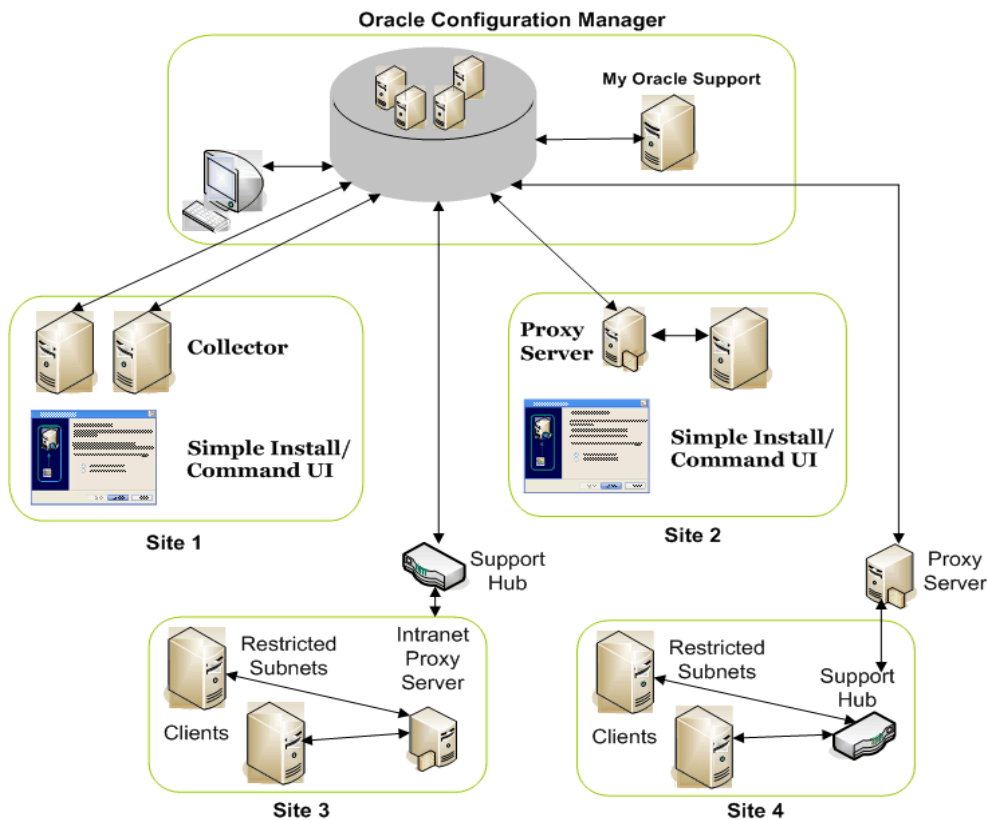 Oracle Configuration Manager
My Oracle Support
Collector
Simple Install/
Command UI
Site 1
Proxy
Server
Simple Install/
Command UI
Site 2
Support
Hub
Proxy
Server
Restricted
Subnets
Intranet
Proxy
Server
Clients
Site 3
Restricted
Subnets
Support
Hub
Clients
Site 4